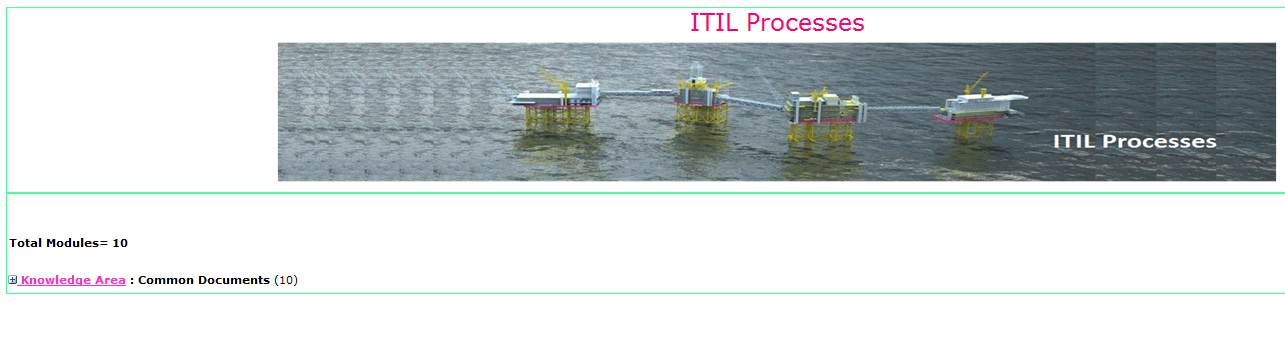 ITIL Processes
ITIL Processes
Total Modules= 10
Knowledge Area : Common Documents (10)